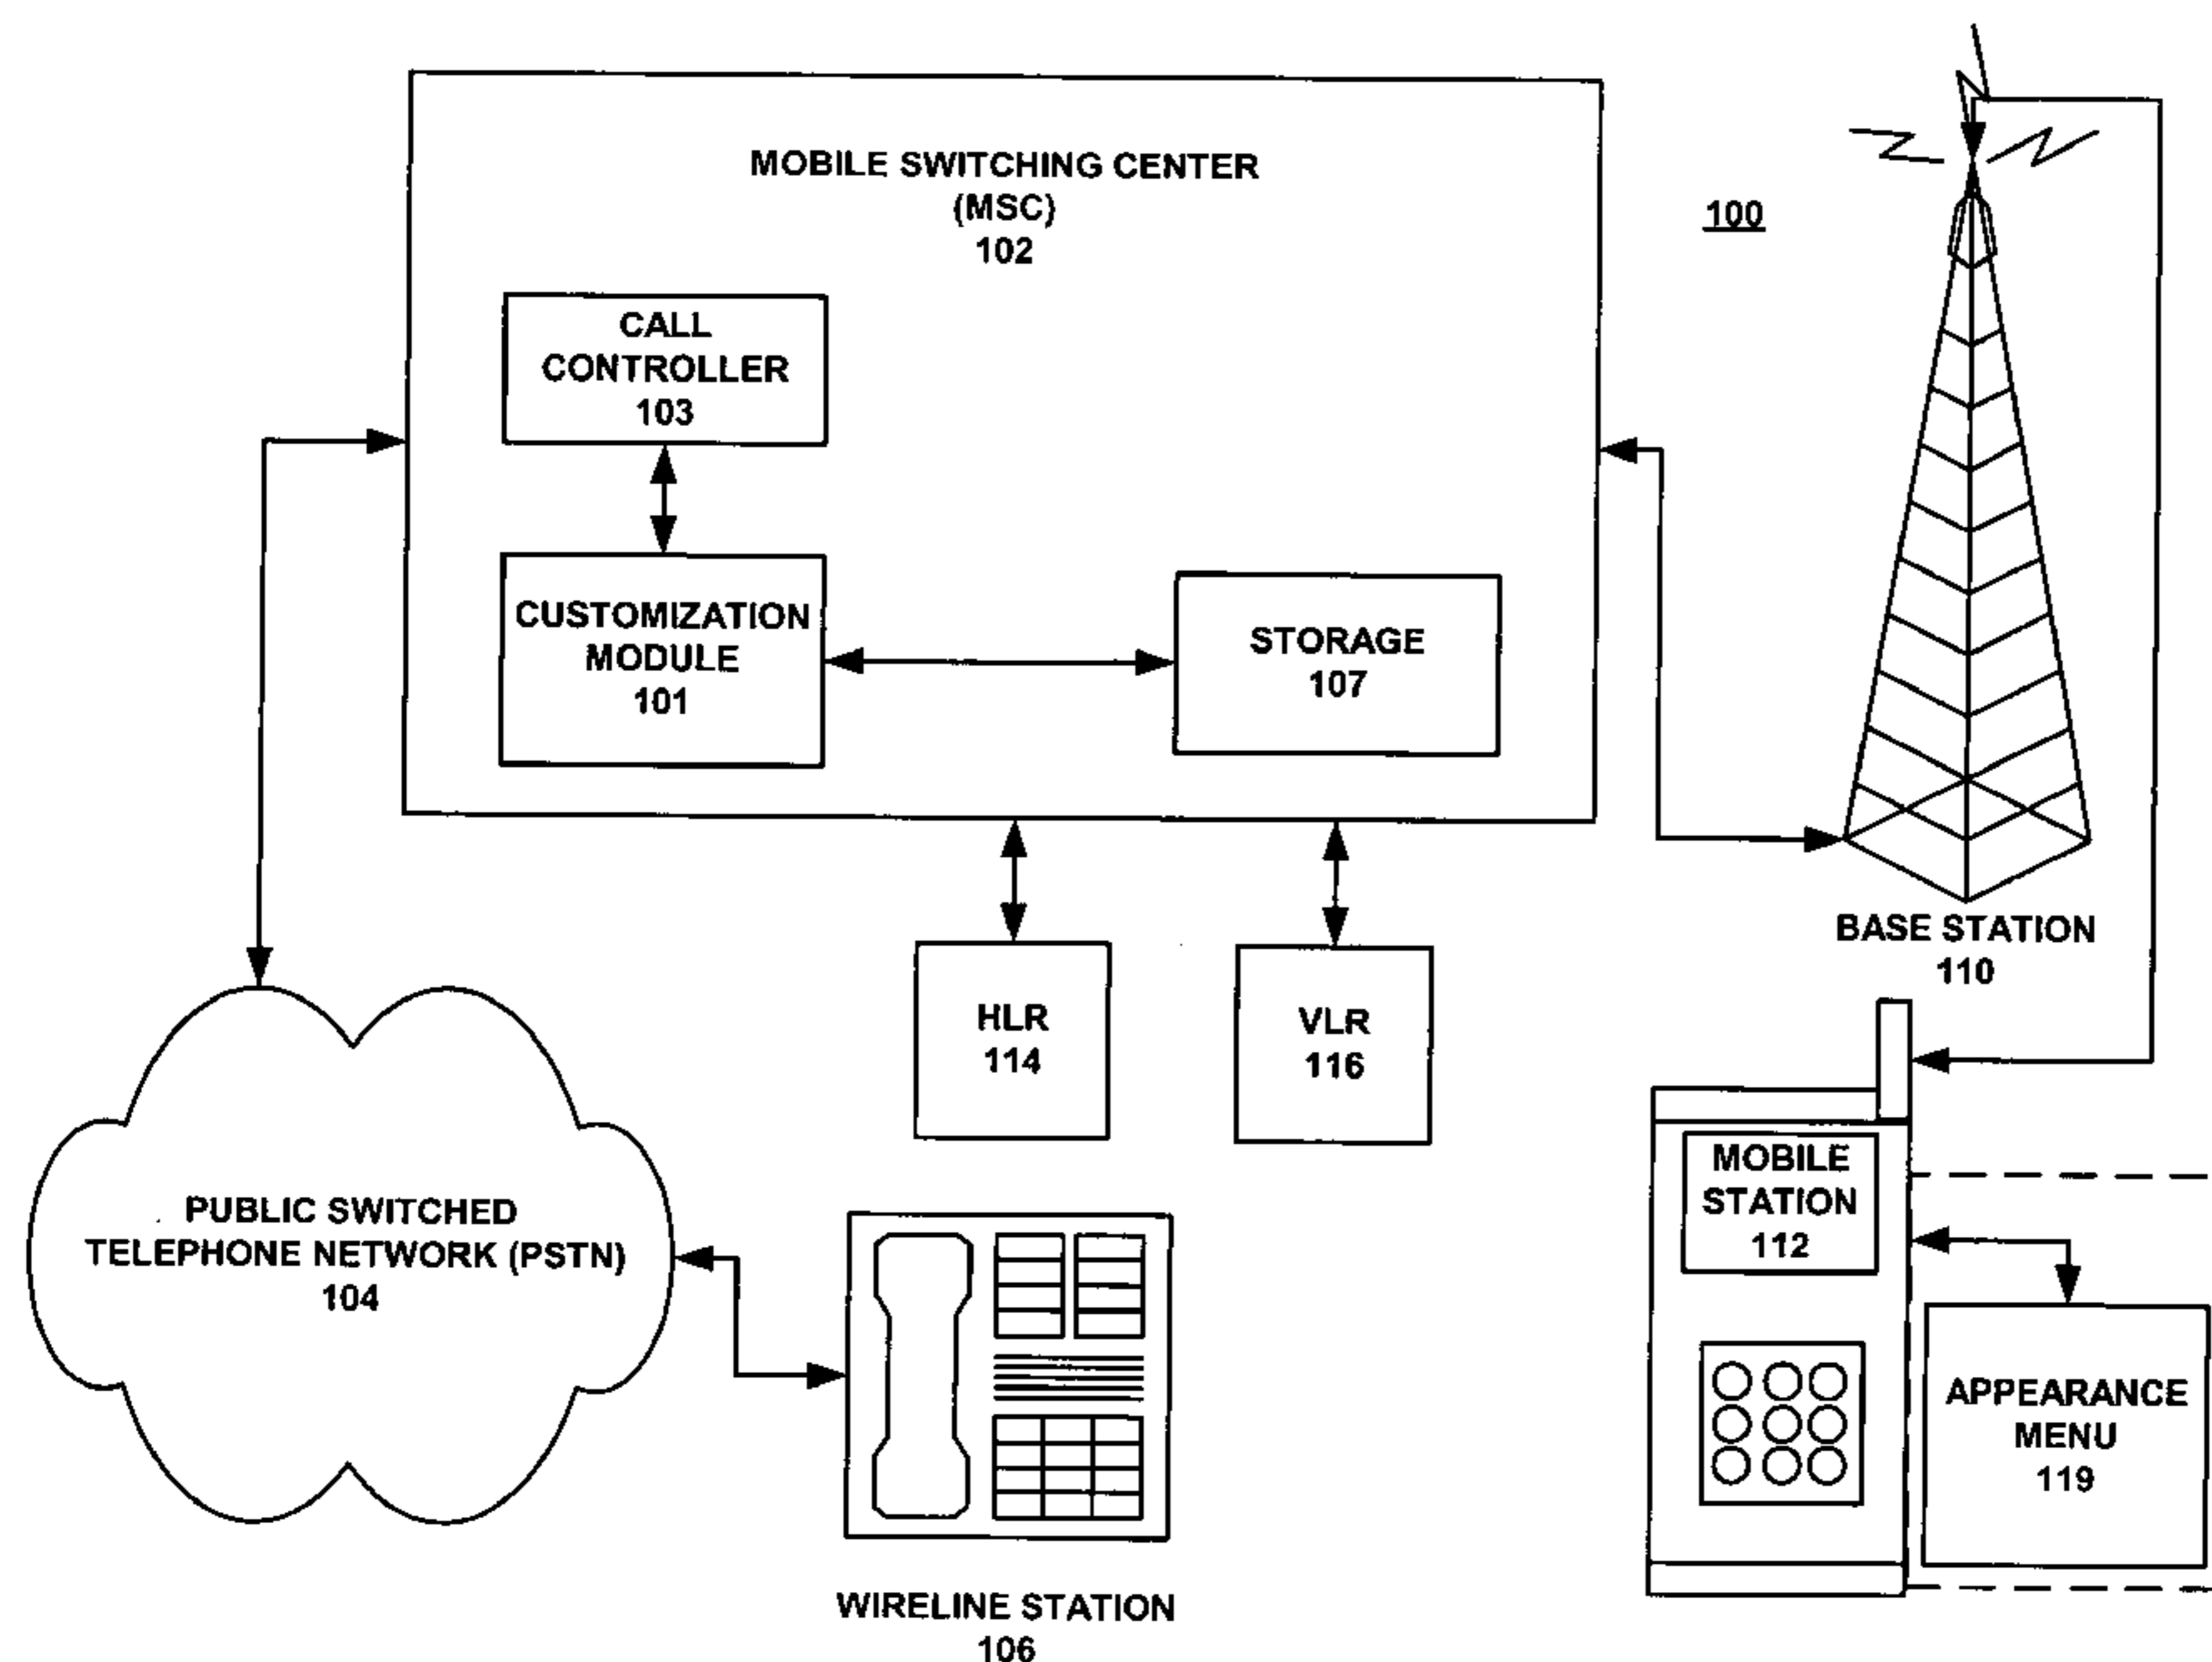 MOBILE SWITCHING CENTER
(MSC)
102
100
CALL
CONTROLLER
103
CUSTOMIZATION
MODULE
101
STORAGE
107
BASE STATION
110
HLR
114
VLR
116
MOBILE
STATION
112
PUBLIC SWITCHED
TELEPHONE NETWORK (PSTN)
104
APPEARANCE
MENU
119
WIRELINE STATION
106